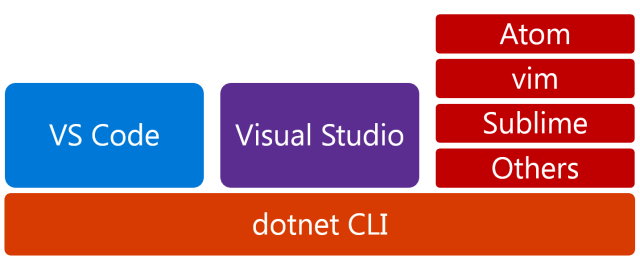 Atom
vim
VS Code
Visual Studio
Sublime
Others
dotnet CLI